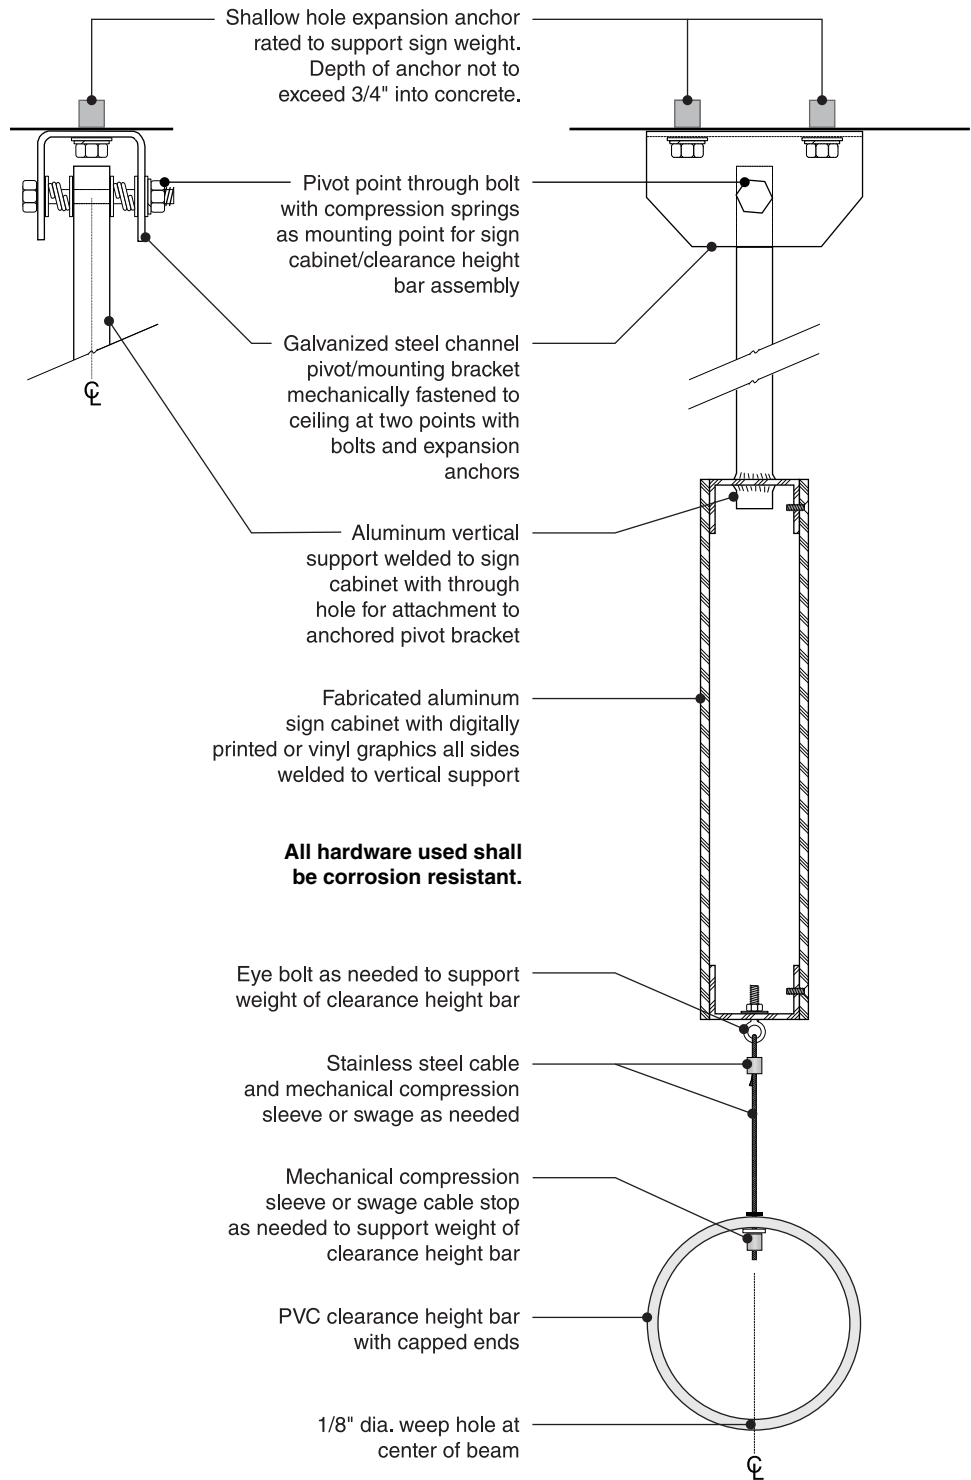 Shallow hole expansion anchor
rated to support sign weight.
Depth of anchor not to
exceed 3/4" into concrete.
Pivot point through bolt
with compression springs
as mounting point for sign
cabinet/clearance height
bar assembly
Galvanized steel channel
pivot/mounting bracket
mechanically fastened to
ceiling at two points with
bolts and expansion
anchors
℄
Aluminum vertical
support welded to sign
cabinet with through
hole for attachment to
anchored pivot bracket
Fabricated aluminum
sign cabinet with digitally
printed or vinyl graphics all sides
welded to vertical support
All hardware used shall
be corrosion resistant.
Eye bolt as needed to support
weight of clearance height bar
Stainless steel cable
and mechanical compression
sleeve or swage as needed
Mechanical compression
sleeve or swage cable stop
as needed to support weight of
clearance height bar
PVC clearance height bar
with capped ends
1/8" dia. weep hole at
center of beam
℄